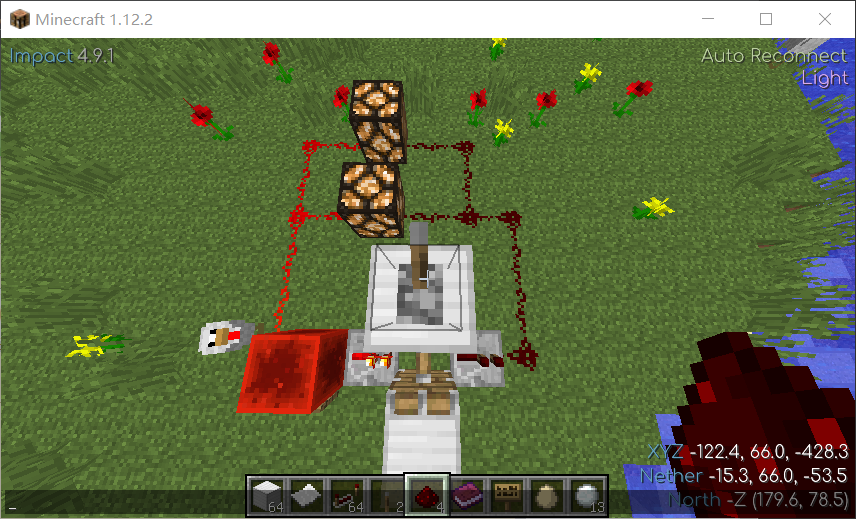 Minecraft 1.12.2
Impact 4.9.1
Auto Reconnect
Light
XYZ -122.4, 66.0, -428.3
Nether -15.3, 66.0, -53.5
North -Z (179.6, 78.5)
64 64 2 4 13
_